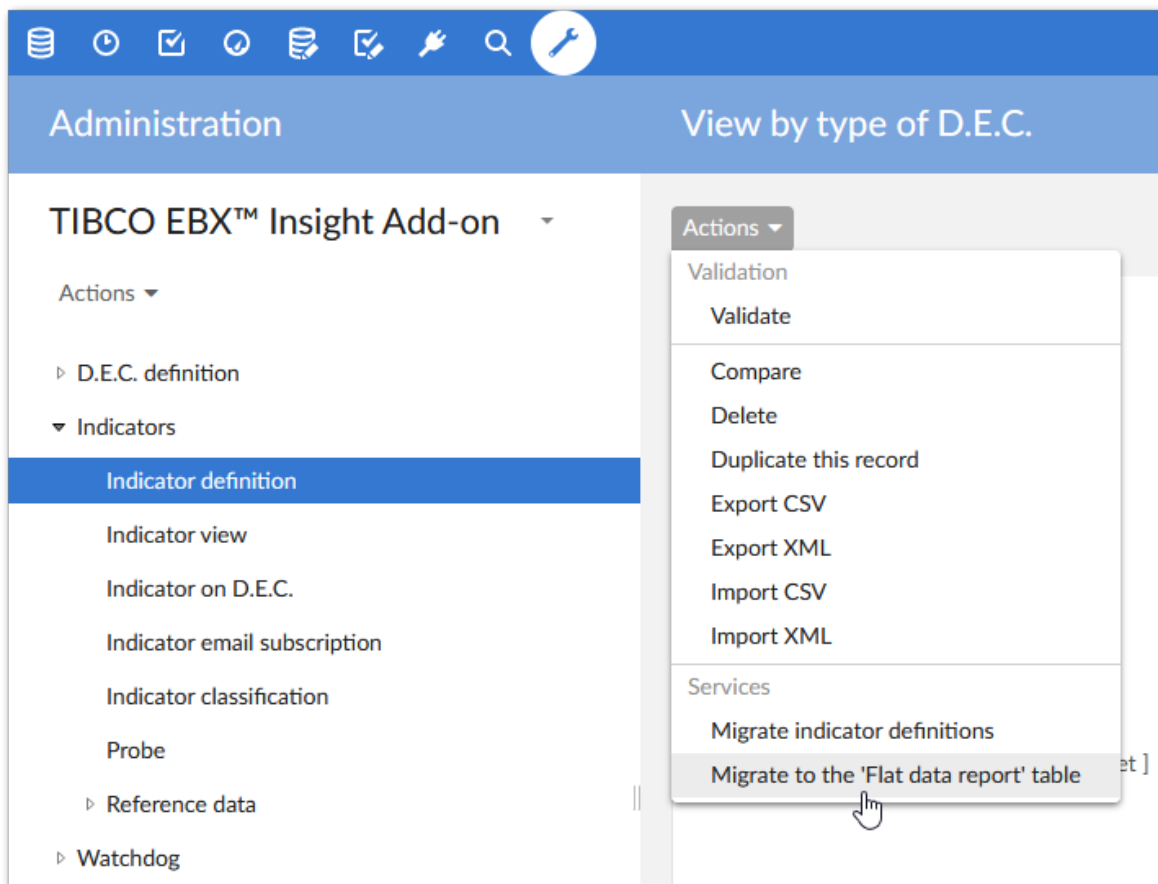 Administration
View by type of D.E.C.
TIBCO EBX™ Insight Add-on
Actions
D.E.C. definition
Indicators
Indicator definition
Indicator view
Indicator on D.E.C.
Indicator email subscription
Indicator classification
Probe
Reference data
Watchdog
Actions
Validation
Validate
Compare
Delete
Duplicate this record
Export CSV
Export XML
Import CSV
Import XML
Services
Migrate indicator definitions
Migrate to the 'Flat data report' table
et ]